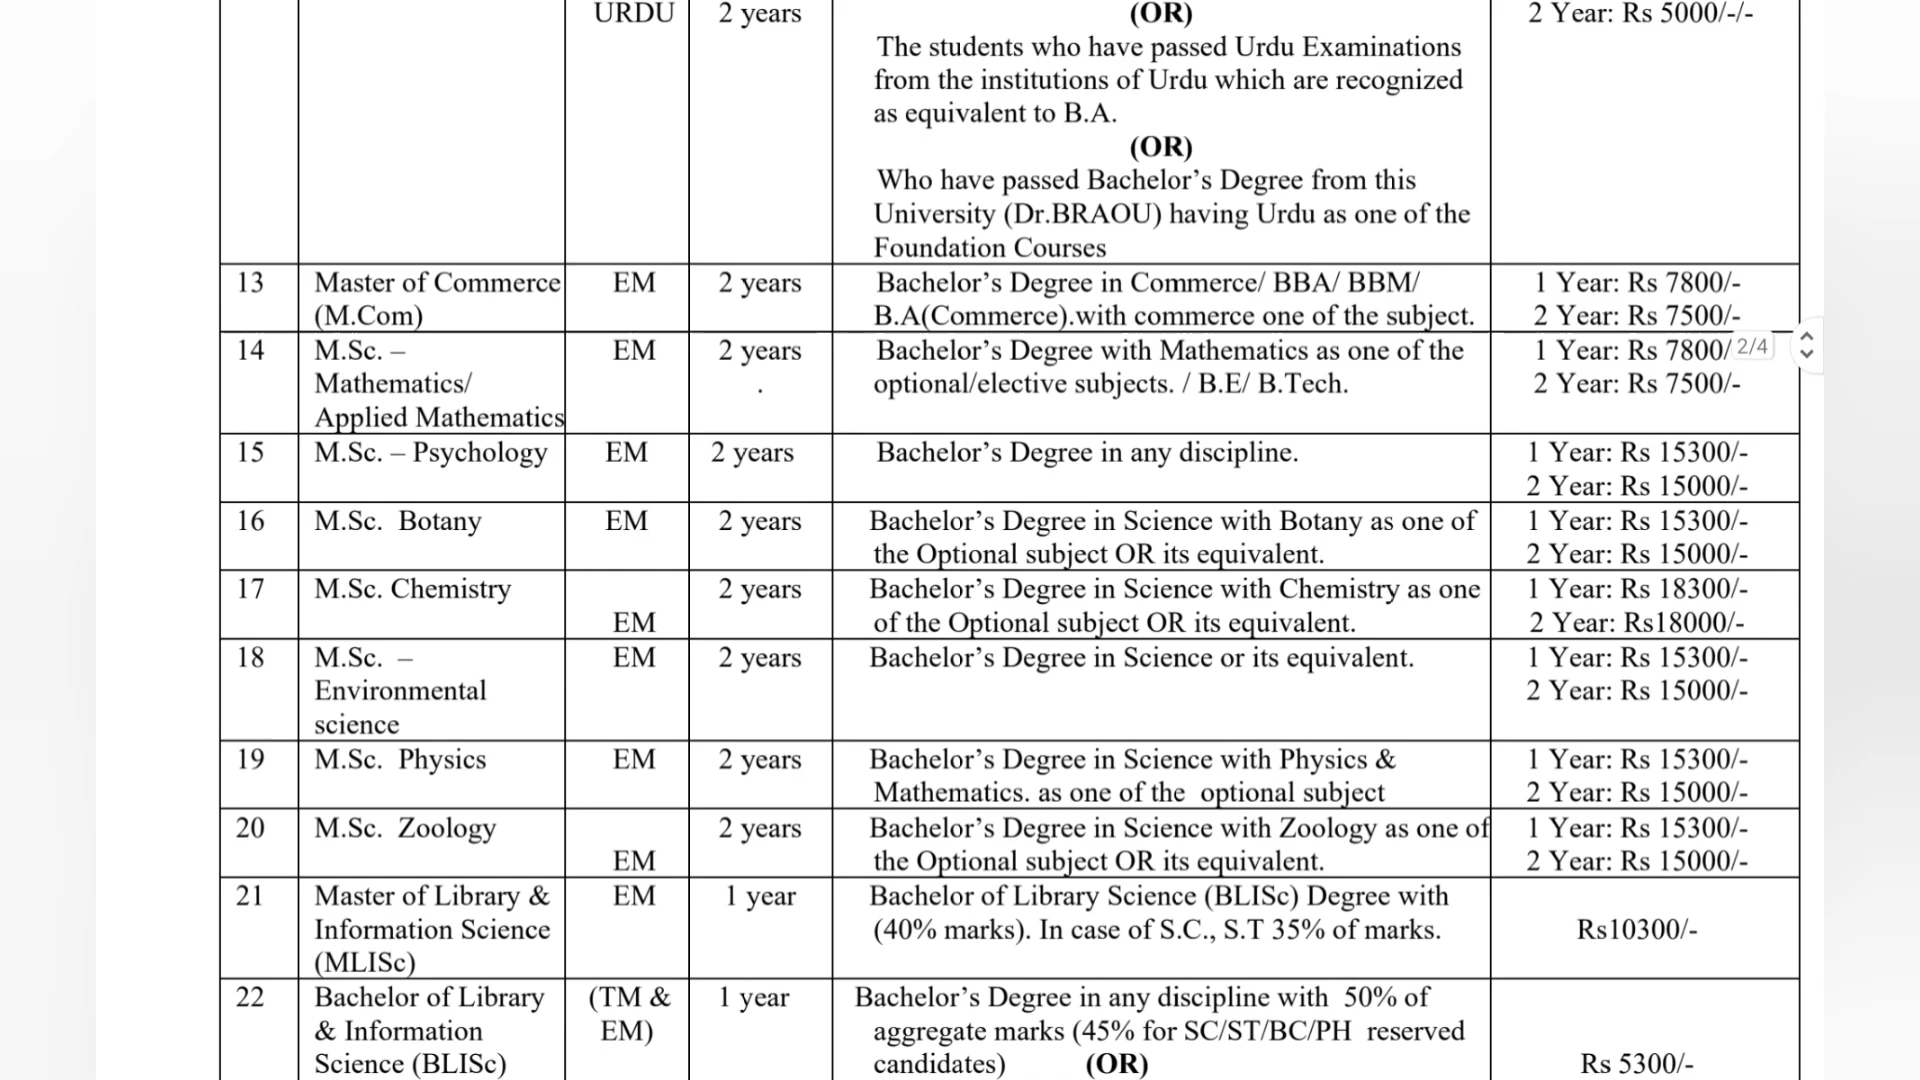 URDU 2 years (OR) 2 Year: Rs 5000/-/-
The students who have passed Urdu Examinations
from the institutions of Urdu which are recognized
as equivalent to B.A.
(OR)
Who have passed Bachelor’s Degree from this
University (Dr.BRAOU) having Urdu as one of the
Foundation Courses
13 Master of Commerce EM 2 years Bachelor’s Degree in Commerce/ BBA/ BBM/ 1 Year: Rs 7800/-
(M.Com) B.A(Commerce).with commerce one of the subject. 2 Year: Rs 7500/-
14 M.Sc. – EM 2 years Bachelor’s Degree with Mathematics as one of the 1 Year: Rs 7800/ 2/4
Mathematics/ . optional/elective subjects. / B.E/ B.Tech. 2 Year: Rs 7500/-
Applied Mathematics
15 M.Sc. – Psychology EM 2 years Bachelor’s Degree in any discipline. 1 Year: Rs 15300/-
2 Year: Rs 15000/-
16 M.Sc. Botany EM 2 years Bachelor’s Degree in Science with Botany as one of 1 Year: Rs 15300/-
the Optional subject OR its equivalent. 2 Year: Rs 15000/-
17 M.Sc. Chemistry 2 years Bachelor’s Degree in Science with Chemistry as one 1 Year: Rs 18300/-
EM of the Optional subject OR its equivalent. 2 Year: Rs18000/-
18 M.Sc. – EM 2 years Bachelor’s Degree in Science or its equivalent. 1 Year: Rs 15300/-
Environmental 2 Year: Rs 15000/-
science
19 M.Sc. Physics EM 2 years Bachelor’s Degree in Science with Physics & 1 Year: Rs 15300/-
Mathematics. as one of the optional subject 2 Year: Rs 15000/-
20 M.Sc. Zoology 2 years Bachelor’s Degree in Science with Zoology as one of 1 Year: Rs 15300/-
EM the Optional subject OR its equivalent. 2 Year: Rs 15000/-
21 Master of Library & EM 1 year Bachelor of Library Science (BLISc) Degree with
Information Science (40% marks). In case of S.C., S.T 35% of marks. Rs10300/-
(MLISc)
22 Bachelor of Library (TM & 1 year Bachelor’s Degree in any discipline with 50% of
& Information EM) aggregate marks (45% for SC/ST/BC/PH reserved
Science (BLISc) candidates) (OR) Rs 5300/-